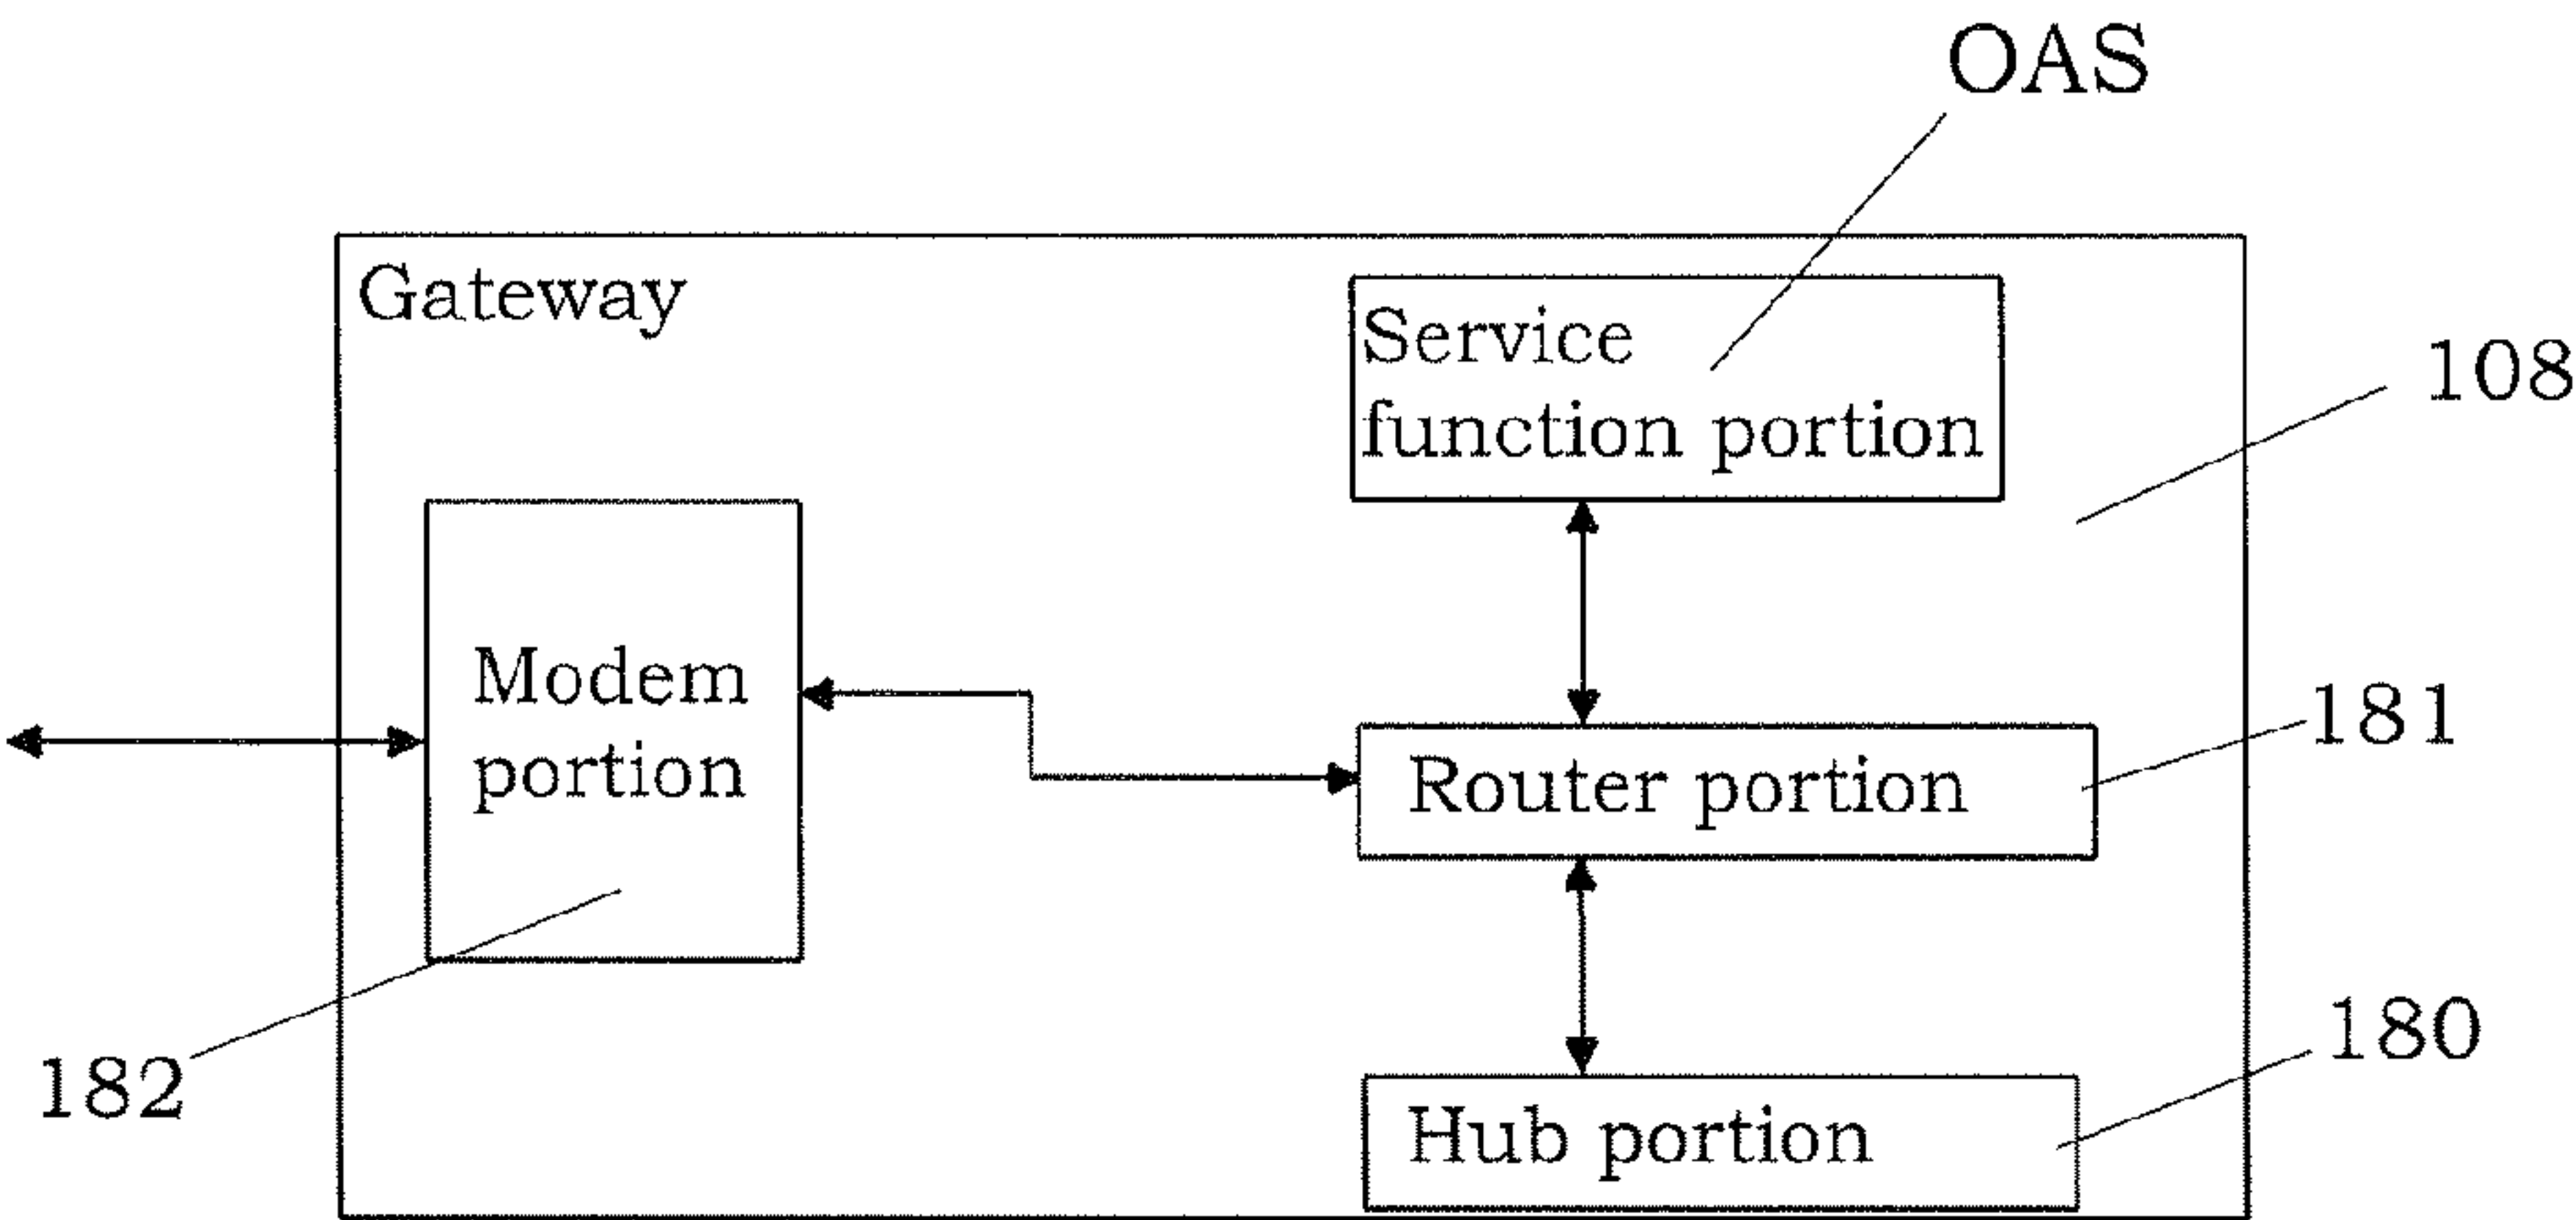 OAS
Gateway
Service
function portion
108
Modem
portion
181
Router portion
182
180
Hub portion